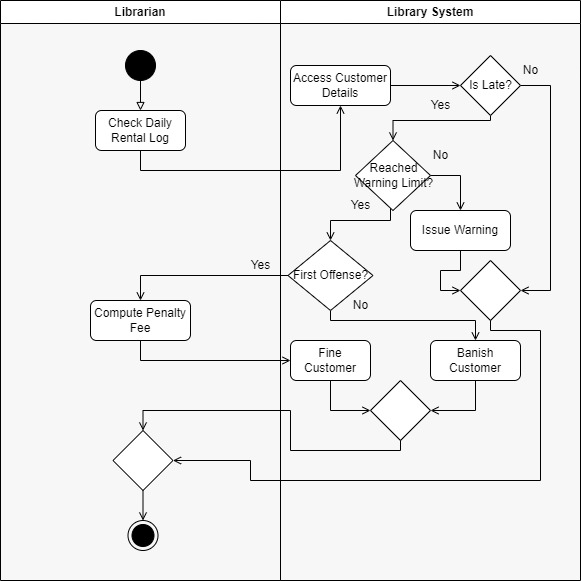 Librarian
Library System
Access Customer
Details
Is Late?
No
Yes
Check Daily
Rental Log
Reached
Warning Limit?
No
Yes
Issue Warning
Yes
First Offense?
No
Compute Penalty
Fee
Fine
Customer
Banish
Customer